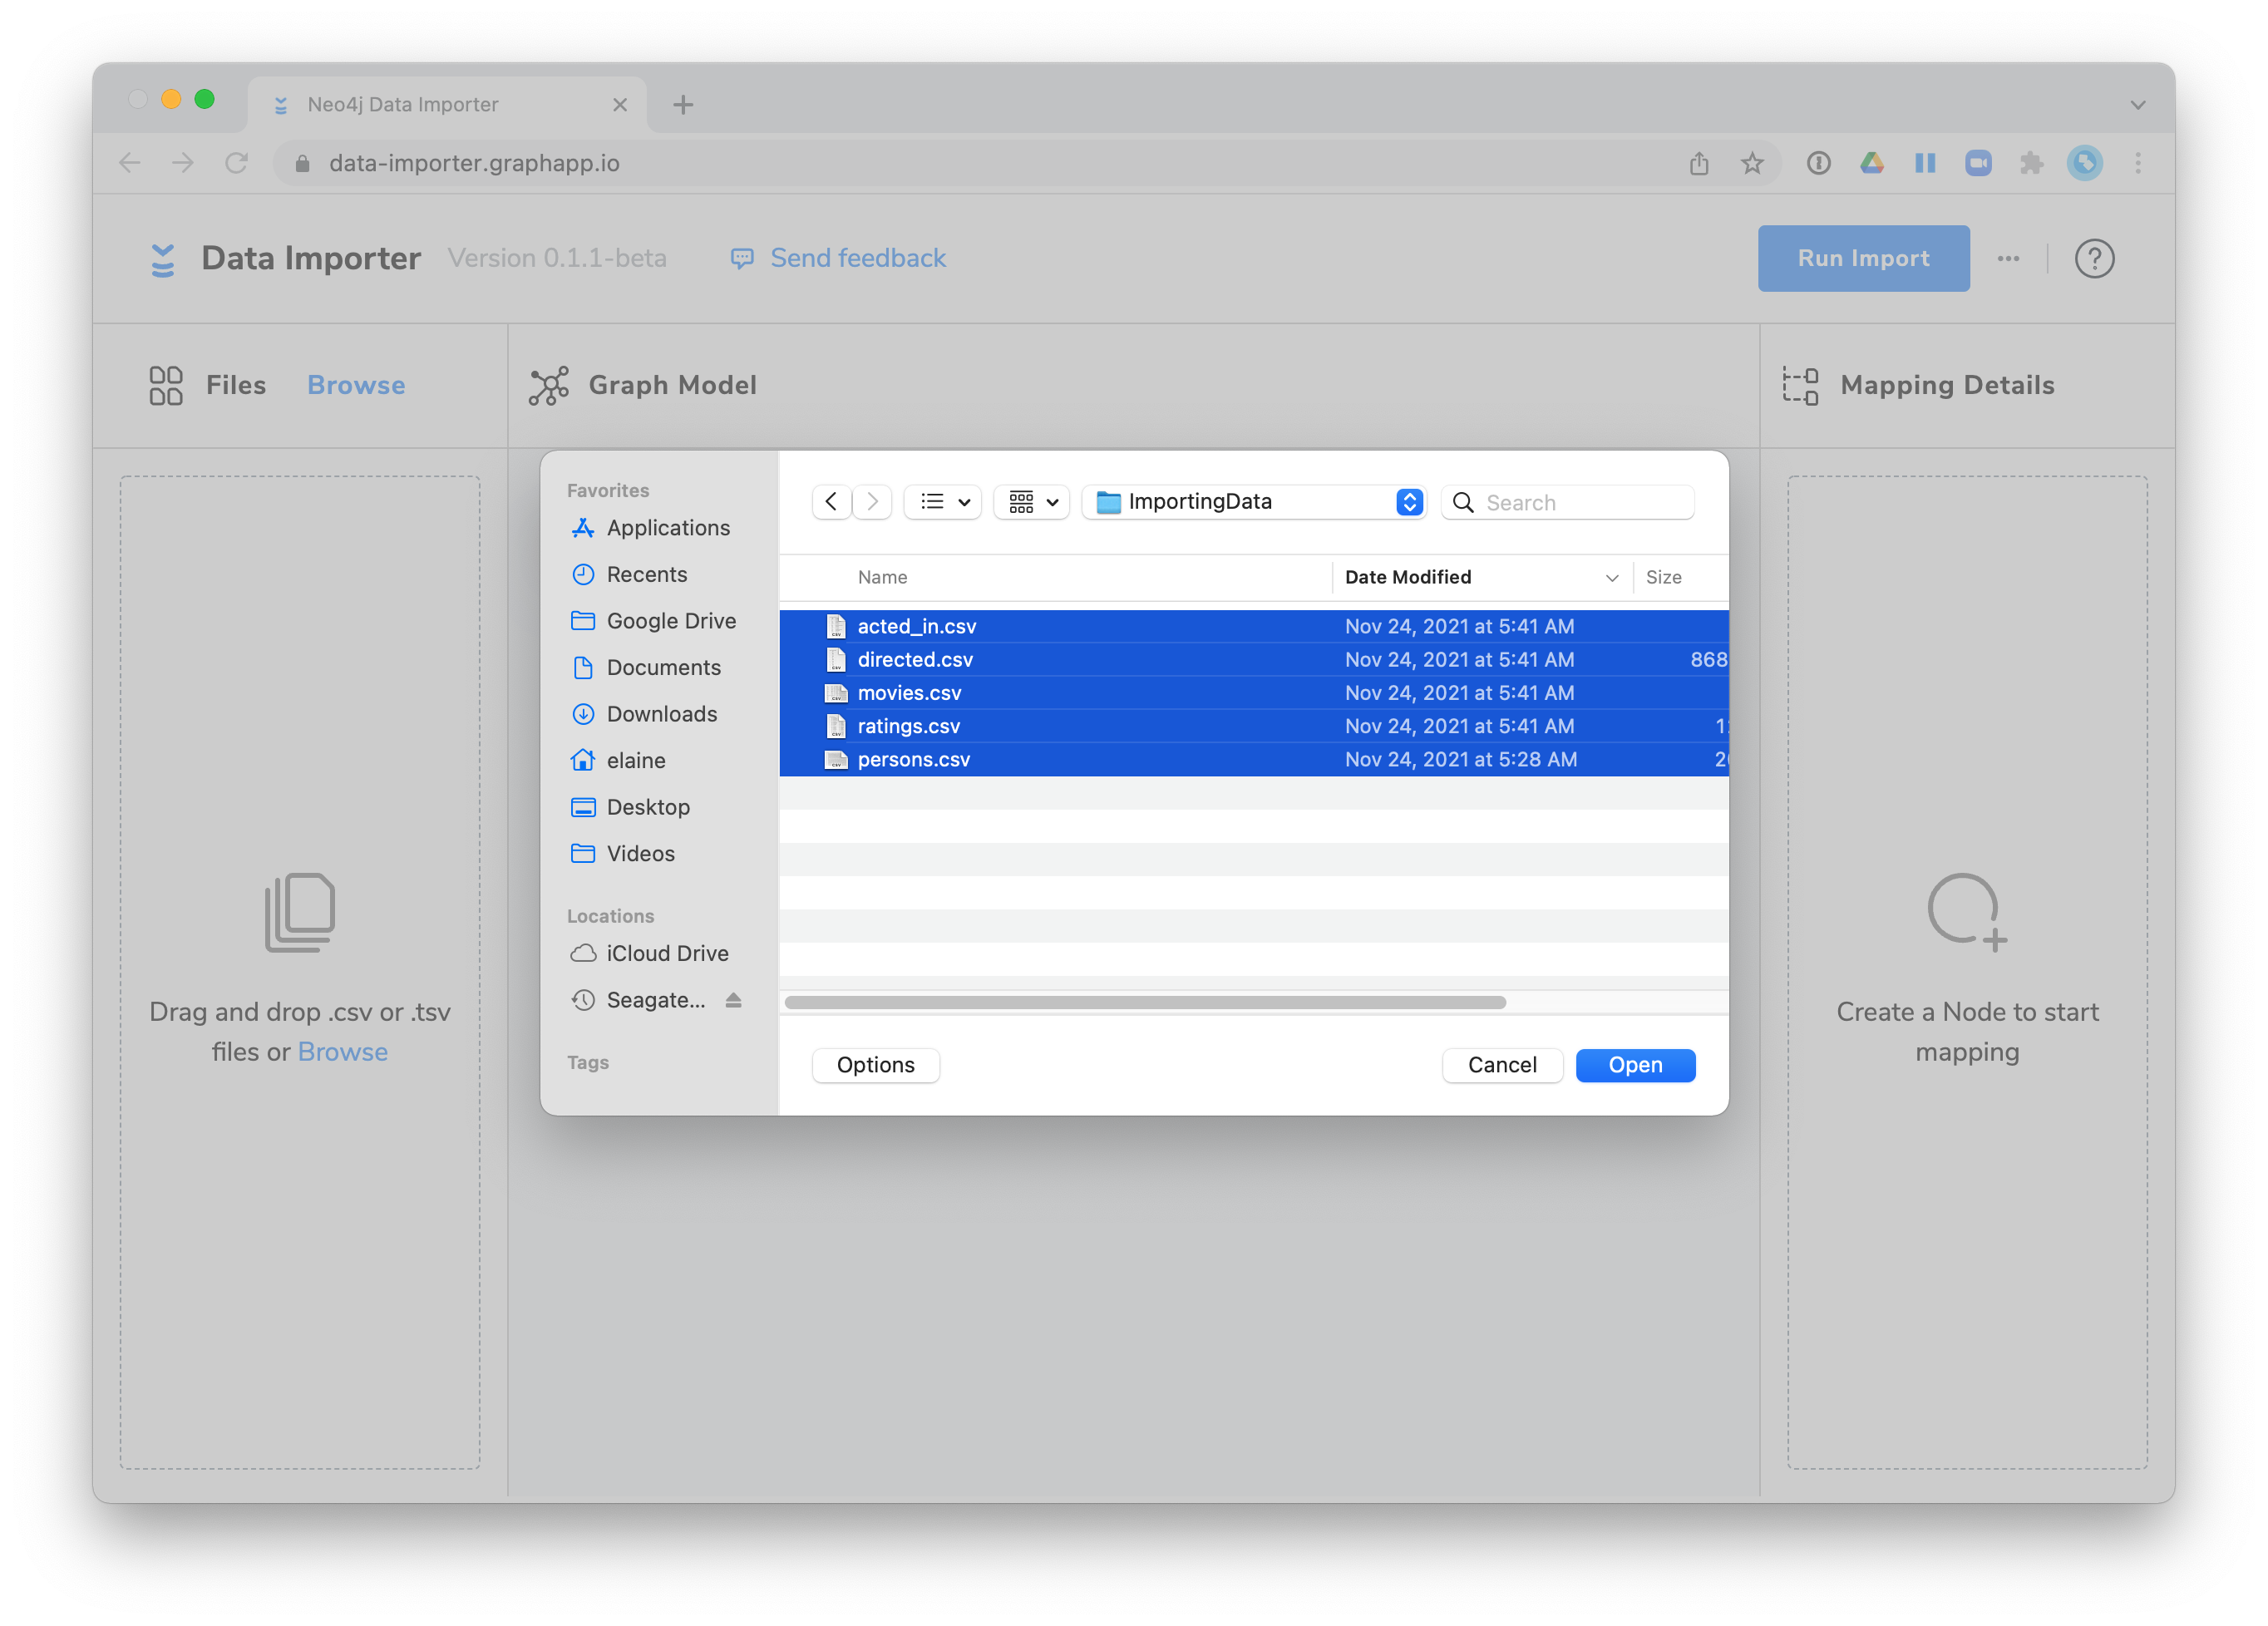 Neo4j Data Importer
data-importer.graphapp.io
Data Importer Version 0.1.1-beta Send feedback Run Import
Files Browse
Graph Model
Mapping Details
Drag and drop .csv or .tsv
files or Browse
Favorites
Applications
Recents
Google Drive
Documents
Downloads
elaine
Desktop
Videos
Locations
iCloud Drive
Seagate...
Tags
ImportingData
Search
Name Date Modified Size
acted_in.csv Nov 24, 2021 at 5:41 AM
directed.csv Nov 24, 2021 at 5:41 AM 868
movies.csv Nov 24, 2021 at 5:41 AM
ratings.csv Nov 24, 2021 at 5:41 AM
persons.csv Nov 24, 2021 at 5:28 AM
Options Cancel Open
Create a Node to start
mapping